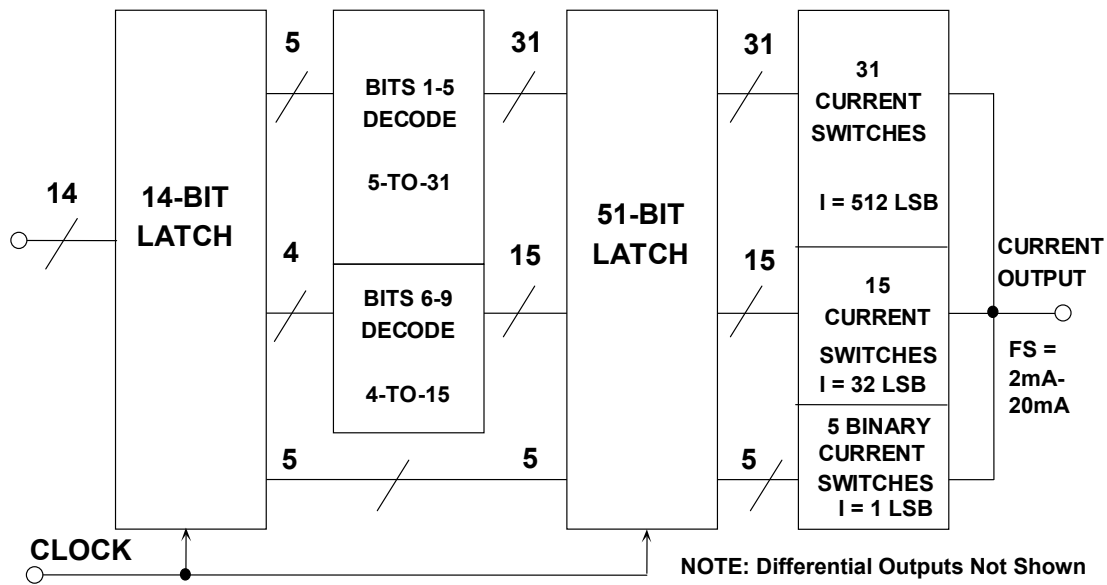 14
14-BIT
LATCH
5
4
5
BITS 1-5
DECODE
5-TO-31
BITS 6-9
DECODE
4-TO-15
31
15
5
51-BIT
LATCH
31
15
5
31
CURRENT
SWITCHES
I = 512 LSB
15
CURRENT
SWITCHES
I = 32 LSB
5 BINARY
CURRENT
SWITCHES
I = 1 LSB
CURRENT
OUTPUT
FS =
2mA-
20mA
CLOCK
NOTE: Differential Outputs Not Shown